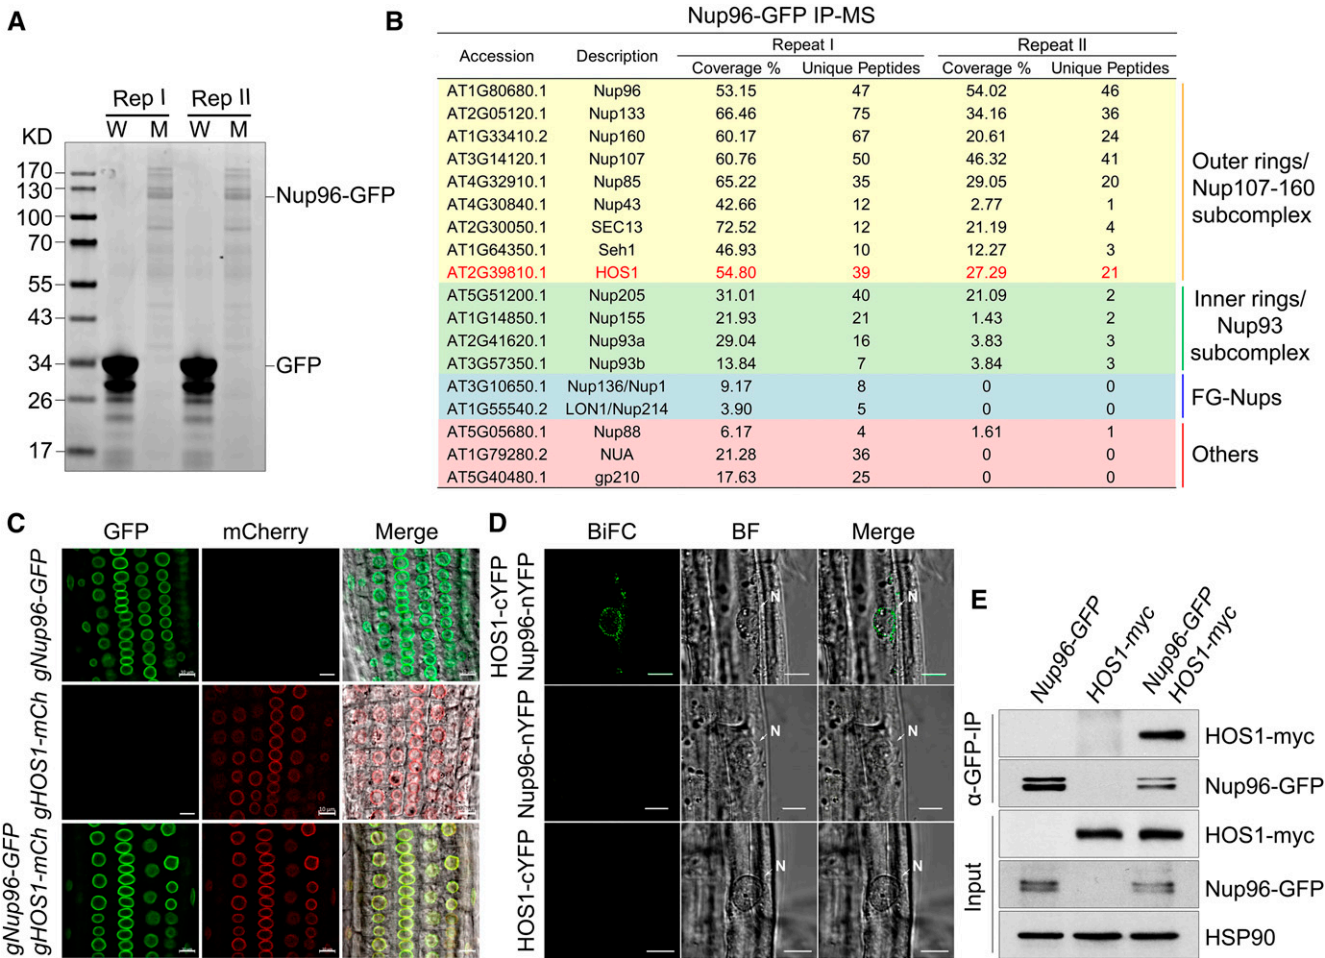 A
Rep I Rep II
W M W M
KD
170
130
100
70
55
43
34
26
17
Nup96-GFP
GFP
B
Nup96-GFP IP-MS
Accession Description Repeat I Repeat II
Coverage % Unique Peptides Coverage % Unique Peptides
AT1G80680.1 Nup96 53.15 47 54.02 46
AT2G05120.1 Nup133 66.46 75 34.16 36
AT1G33410.2 Nup160 60.17 67 20.61 24
AT3G14120.1 Nup107 60.76 50 46.32 41
AT4G32910.1 Nup85 65.22 35 29.05 20
AT4G30840.1 Nup43 42.66 12 2.77 1
AT2G30050.1 SEC13 72.52 12 21.19 4
AT1G64350.1 Seh1 46.93 10 12.27 3
AT2G39810.1 HOS1 54.80 39 27.29 21
AT5G51200.1 Nup205 31.01 40 21.09 2
AT1G14850.1 Nup155 21.93 21 1.43 2
AT2G41620.1 Nup93a 29.04 16 3.83 3
AT3G57350.1 Nup93b 13.84 7 3.84 3
AT3G10650.1 Nup136/Nup1 9.17 8 0 0
AT1G55540.2 LON1/Nup214 3.90 5 0 0
AT5G05680.1 Nup88 6.17 4 1.61 1
AT1G79280.2 NUA 21.28 36 0 0
AT5G40480.1 gp210 17.63 25 0 0
Outer rings/
Nup107-160
subcomplex
Inner rings/
Nup93
subcomplex
FG-Nups
Others
C
GFP mCherry Merge
gNup96-GFP
gHOS1-mCh
gNup96-GFP
gHOS1-mCh
10 μm
D
BiFC BF Merge
HOS1-cYFP
Nup96-nYFP
N N
Nup96-nYFP
N N
HOS1-cYFP
N N
E
Nup96-GFP
HOS1-myc
Nup96-GFP
HOS1-myc
α-GFP-IP
HOS1-myc
Nup96-GFP
Input
HOS1-myc
Nup96-GFP
HSP90